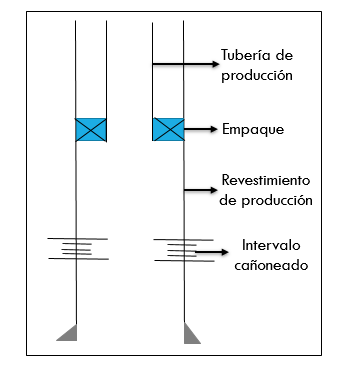 Tubería de
producción
Empaque
Revestimiento
de producción
Intervalo
cañoneado